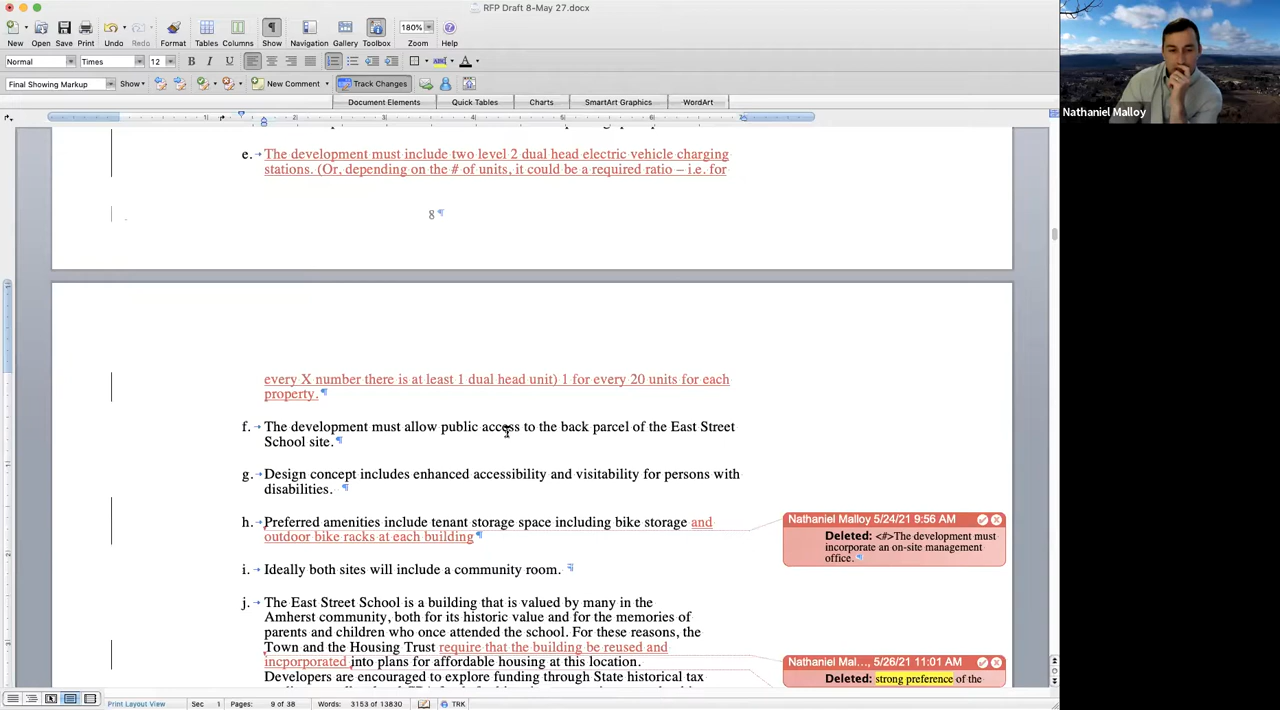 RFP Draft 8-May 27.docx
New Open Save Print Undo Redo Format Tables Columns Show Navigation Gallery Toolbox Zoom Help
180%
Normal Times 12 B I U
Final Showing Markup Show New Comment Track Changes
Document Elements Quick Tables Charts SmartArt Graphics WordArt
e. The development must include two level 2 dual head electric vehicle charging
stations. (Or, depending on the # of units, it could be a required ratio – i.e. for
8
every X number there is at least 1 dual head unit) 1 for every 20 units for each
property.
f. The development must allow public access to the back parcel of the East Street
School site.
g. Design concept includes enhanced accessibility and visitability for persons with
disabilities.
h. Preferred amenities include tenant storage space including bike storage and
outdoor bike racks at each building
i. Ideally both sites will include a community room.
j. The East Street School is a building that is valued by many in the
Amherst community, both for its historic value and for the memories of
parents and children who once attended the school. For these reasons, the
Town and the Housing Trust require that the building be reused and
incporporated into plans for affordable housing at this location.
Developers are encouraged to explore funding through State historical tax
Nathaniel Malloy 5/24/21 9:56 AM
Deleted: <#>The development must
incorporate an on-site management
office.
Nathaniel Mal..., 5/26/21 11:01 AM
Deleted: strong preference of the
Print Layout View Sec 1 Pages: 9 of 38 Words: 3153 of 13830 TRK
Nathaniel Malloy